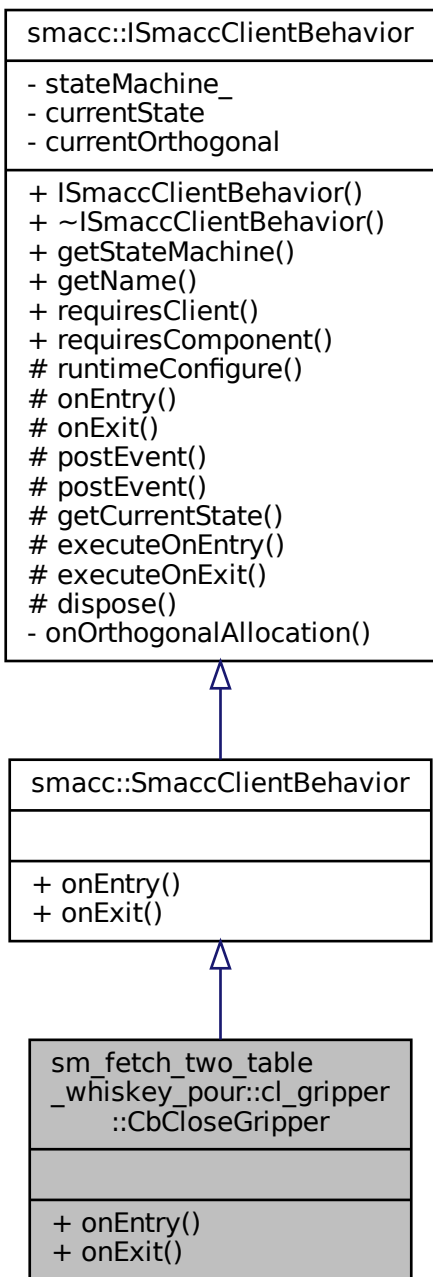 smacc::ISmaccClientBehavior
- stateMachine_
- currentState
- currentOrthogonal
+ ISmaccClientBehavior()
+ ~ISmaccClientBehavior()
+ getStateMachine()
+ getName()
+ requiresClient()
+ requiresComponent()
# runtimeConfigure()
# onEntry()
# onExit()
# postEvent()
# postEvent()
# getCurrentState()
# executeOnEntry()
# executeOnExit()
# dispose()
- onOrthogonalAllocation()
smacc::SmaccClientBehavior
+ onEntry()
+ onExit()
sm_fetch_two_table
_whiskey_pour::cl_gripper
::CbCloseGripper
+ onEntry()
+ onExit()